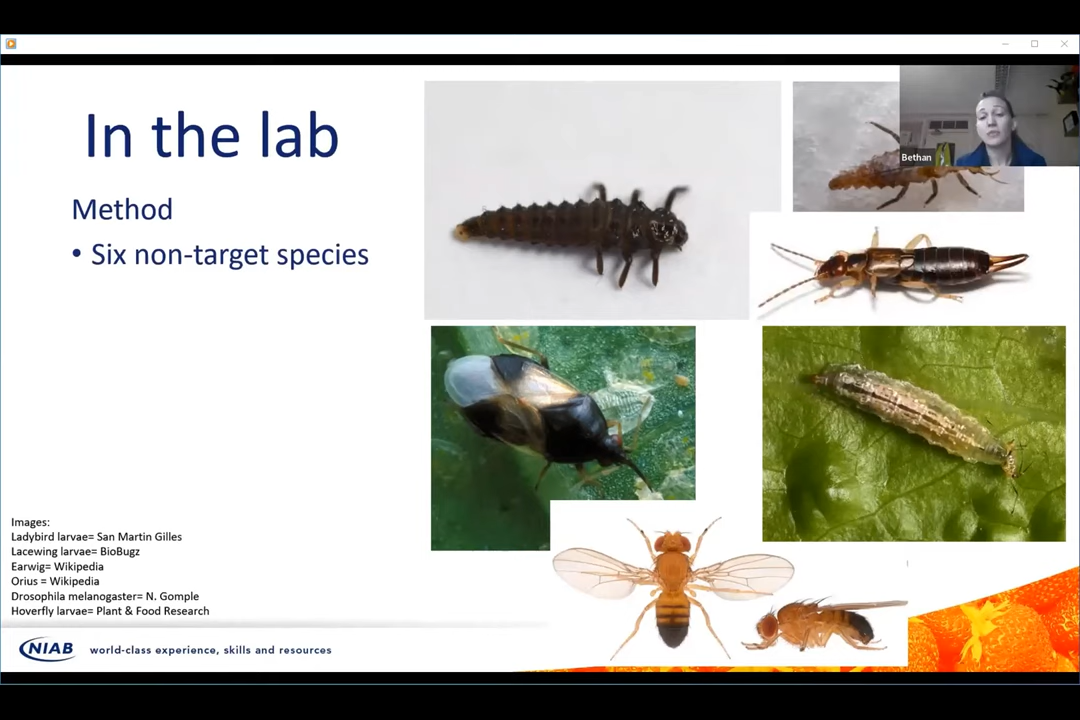 In the lab
Method
• Six non-target species
Bethan
Images:
Ladybird larvae= San Martin Gilles
Lacewing larvae= BioBugz
Earwig= Wikipedia
Orius = Wikipedia
Drosophila melanogaster= N. Gomple
Hoverfly larvae= Plant & Food Research
NIAB world-class experience, skills and resources